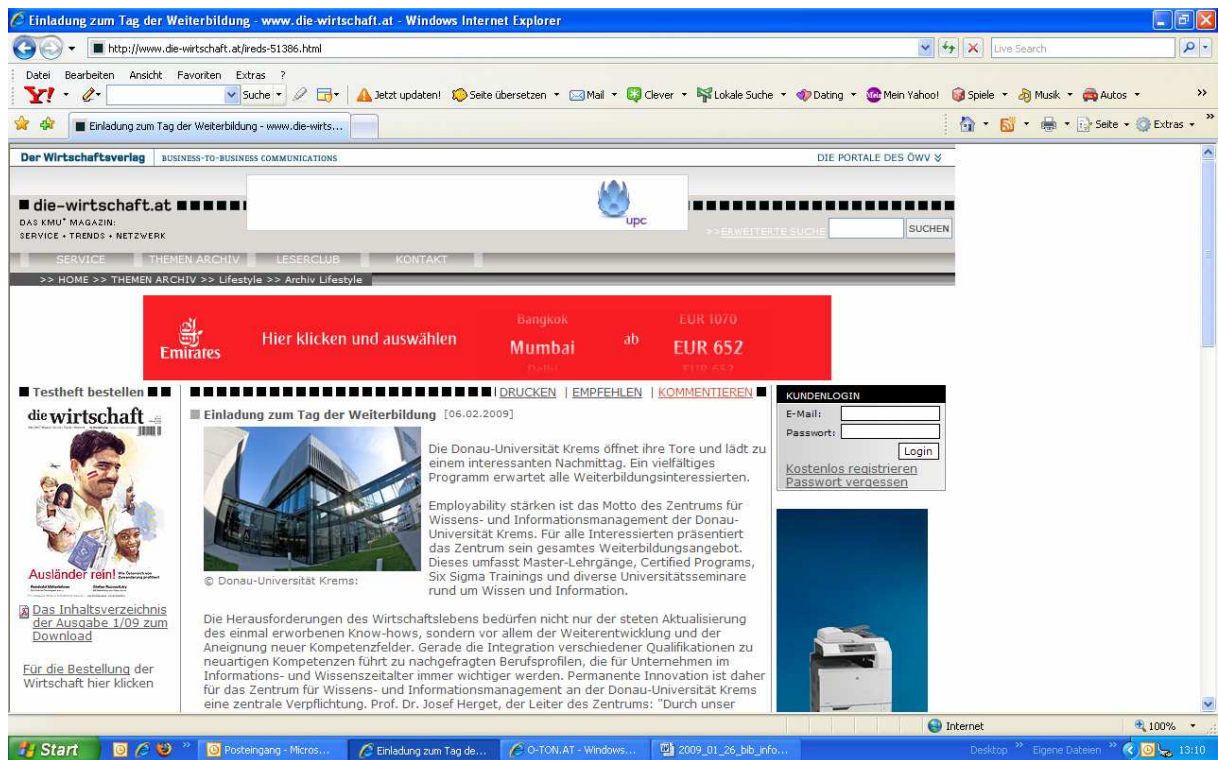 Einladung zum Tag der Weiterbildung - www.die-wirtschaft.at - Windows Internet Explorer
http://www.die-wirtschaft.at/ireds-51386.html
Live Search
Datei Bearbeiten Ansicht Favoriten Extras ?
Y! Suche Jetzt updaten! Seite übersetzen Mail Clever Lokale Suche Dating Mein Yahoo! Spiele Musik Autos »
Einladung zum Tag der Weiterbildung - www.die-wirts... Seite Extras »
Der Wirtschaftsverlag BUSINESS-TO-BUSINESS COMMUNICATIONS DIE PORTALE DES ÖWV
die-wirtschaft.at
upc
DAS KMU+ MAGAZIN:
SERVICE + TRENDS + NETZWERK
>>ERWEITERTE SUCHE SUCHEN
SERVICE THEMEN ARCHIV LESERCLUB KONTAKT
>> HOME >> THEMEN ARCHIV >> Lifestyle >> Archiv Lifestyle
Bangkok EUR 1070
Emirates Hier klicken und auswählen Mumbai ab EUR 652
Delhi EUR 652
Testheft bestellen
die wirtschaft
Ausländer rein!
Das Inhaltsverzeichnis
der Ausgabe 1/09 zum
Download
Für die Bestellung der
Wirtschaft hier klicken
| DRUCKEN | EMPFEHLEN | KOMMENTIEREN
Einladung zum Tag der Weiterbildung [06.02.2009]
Die Donau-Universität Krems öffnet ihre Tore und lädt zu
einem interessanten Nachmittag. Ein vielfältiges
Programm erwartet alle Weiterbildungsinteressierten.
Employability stärken ist das Motto des Zentrums für
Wissens- und Informationsmanagement der Donau-
Universität Krems. Für alle Interessierten präsentiert
das Zentrum sein gesamtes Weiterbildungsangebot.
Dieses umfasst Master-Lehrgänge, Certified Programs,
Six Sigma Trainings und diverse Universitätsseminare
rund um Wissen und Information.
© Donau-Universität Krems:
Die Herausforderungen des Wirtschaftslebens bedürfen nicht nur der steten Aktualisierung
des einmal erworbenen Know-hows, sondern vor allem der Weiterentwicklung und der
Aneignung neuer Kompetenzfelder. Gerade die Integration verschiedener Qualifikationen zu
neuartigen Kompetenzen führt zu nachgefragten Berufsprofilen, die für Unternehmen im
Informations- und Wissenszeitalter immer wichtiger werden. Permanente Innovation ist daher
für das Zentrum für Wissens- und Informationsmanagement an der Donau-Universität Krems
eine zentrale Verpflichtung. Prof. Dr. Josef Herget, der Leiter des Zentrums: "Durch unser
KUNDENLOGIN
E-Mail:
Passwort:
Login
Kostenlos registrieren
Passwort vergessen
Internet 100%
Start » Posteingang - Micros... Einladung zum Tag de... O-TON.AT - Windows... 2009_01_26_bib_info... Desktop » Eigene Dateien » 13:10